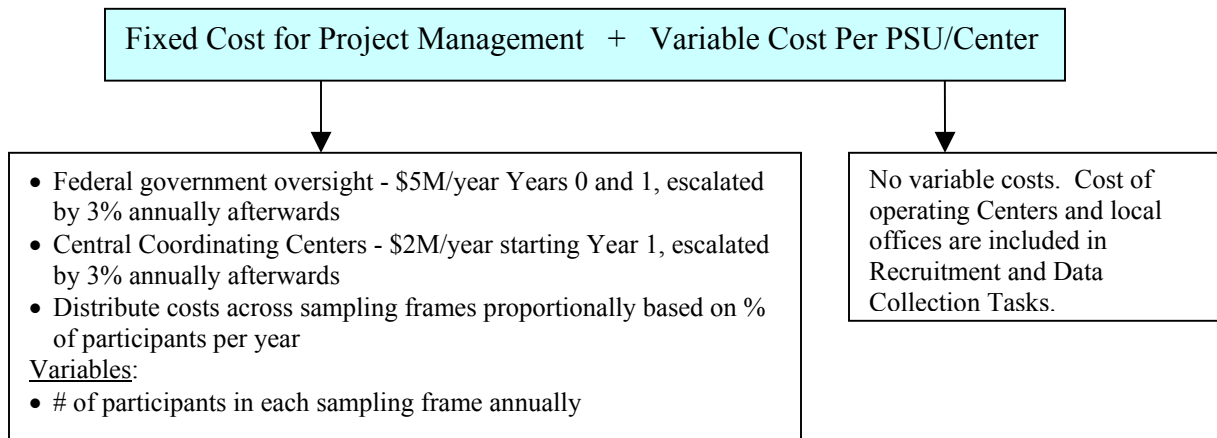 Fixed Cost for Project Management + Variable Cost Per PSU/Center
• Federal government oversight - $5M/year Years 0 and 1, escalated
by 3% annually afterwards
• Central Coordinating Centers - $2M/year starting Year 1, escalated
by 3% annually afterwards
• Distribute costs across sampling frames proportionally based on %
of participants per year
Variables:
• # of participants in each sampling frame annually
No variable costs. Cost of
operating Centers and local
offices are included in
Recruitment and Data
Collection Tasks.